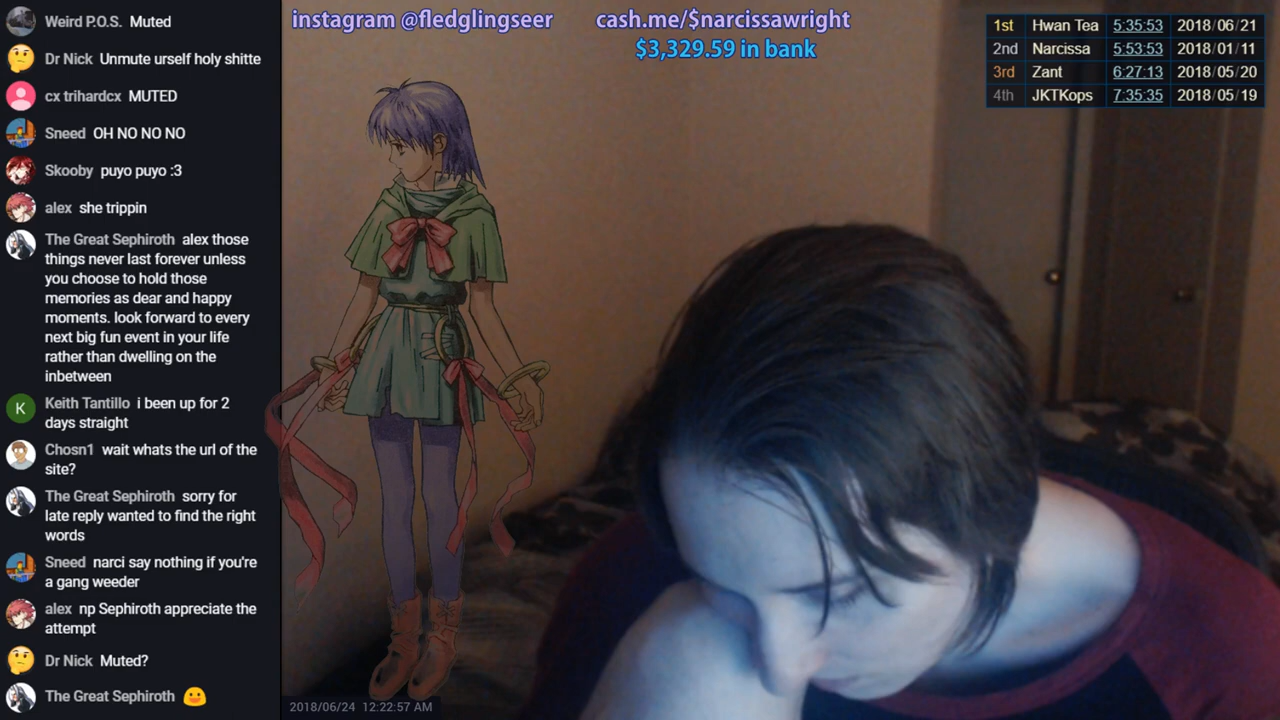 Weird P.O.S. Muted
Dr Nick Unmute urself holy shitte
cx trihardcx MUTED
Sneed OH NO NO NO
Skooby puyo puyo :3
alex she trippin
The Great Sephiroth alex those
things never last forever unless
you choose to hold those
memories as dear and happy
moments. look forward to every
next big fun event in your life
rather than dwelling on the
inbetween
K
Keith Tantillo i been up for 2
days straight
Chosn1 wait whats the url of the
site?
The Great Sephiroth sorry for
late reply wanted to find the right
words
Sneed narci say nothing if you're
a gang weeder
alex np Sephiroth appreciate the
attempt
Dr Nick Muted?
The Great Sephiroth
instagram @fledglingseer
cash.me/$narcissawright
$3,329.59 in bank
1st Hwan Tea 5:35:53 2018/06/21
2nd Narcissa 5:53:53 2018/01/11
3rd Zant 6:27:13 2018/05/20
4th JKTKops 7:35:35 2018/05/19
2018/06/24 12:22:57 AM